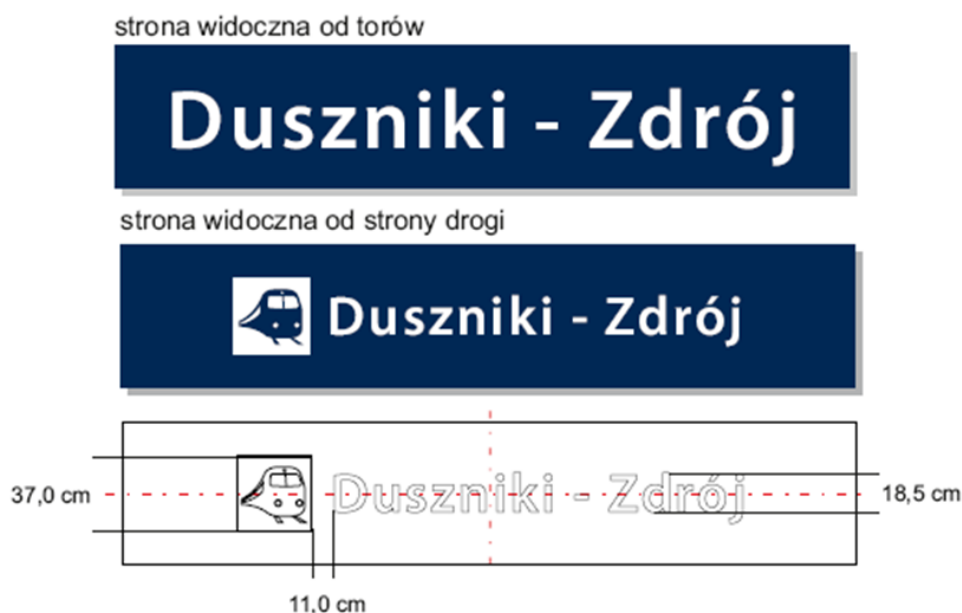 strona widoczna od torów
Duszniki - Zdrój
strona widoczna od strony drogi
Duszniki - Zdrój
37,0 cm
Duszniki - Zdrój
18,5 cm
11,0 cm